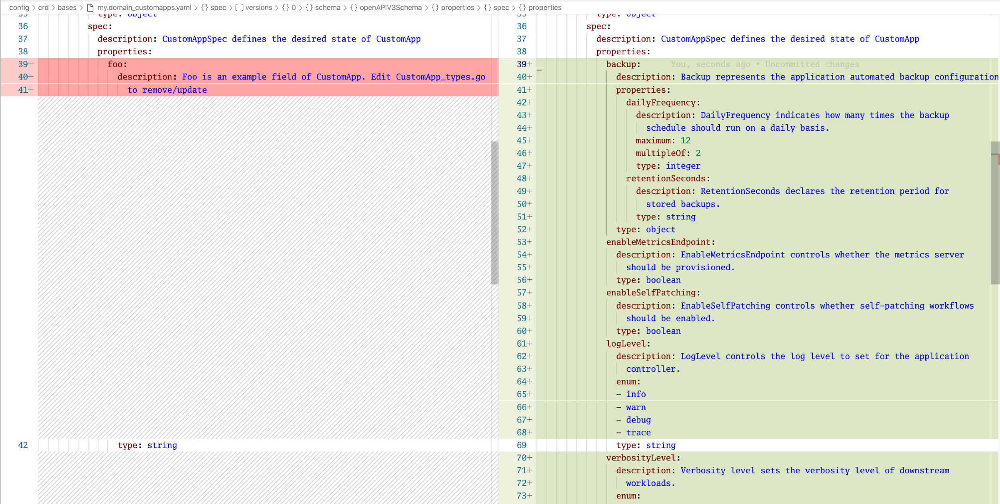 config > crd > bases > my.domain_customapps.yaml > {} spec > [ ] versions > {} 0 > {} schema > {} openAPIV3Schema > {} properties > {} spec > {} properties
35 type: object
36 spec:
37 description: CustomAppSpec defines the desired state of CustomApp
38 properties:
39− foo:
40− description: Foo is an example field of CustomApp. Edit CustomApp_types.go
41− to remove/update
42 type: string
35 type: object
36 spec:
37 description: CustomAppSpec defines the desired state of CustomApp
38 properties:
39+ backup: You, seconds ago • Uncommitted changes
40+ description: Backup represents the application automated backup configuration
41+ properties:
42+ dailyFrequency:
43+ description: DailyFrequency indicates how many times the backup
44+ schedule should run on a daily basis.
45+ maximum: 12
46+ multipleOf: 2
47+ type: integer
48+ retentionSeconds:
49+ description: RetentionSeconds declares the retention period for
50+ stored backups.
51+ type: string
52+ type: object
53+ enableMetricsEndpoint:
54+ description: EnableMetricsEndpoint controls whether the metrics server
55+ should be provisioned.
56+ type: boolean
57+ enableSelfPatching:
58+ description: EnableSelfPatching controls whether self-patching workflows
59+ should be enabled.
60+ type: boolean
61+ logLevel:
62+ description: LogLevel controls the log level to set for the application
63+ controller.
64+ enum:
65+ - info
66+ - warn
67+ - debug
68+ - trace
69 type: string
70+ verbosityLevel:
71+ description: Verbosity level sets the verbosity level of downstream
72+ workloads.
73+ enum: